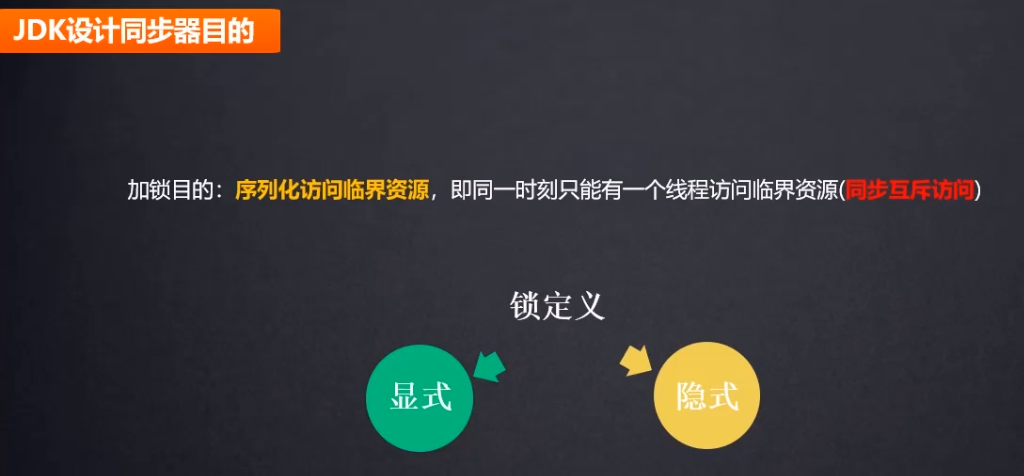 JDK设计同步器目的
加锁目的：序列化访问临界资源，即同一时刻只能有一个线程访问临界资源(同步互斥访问)
锁定义
显式
隐式